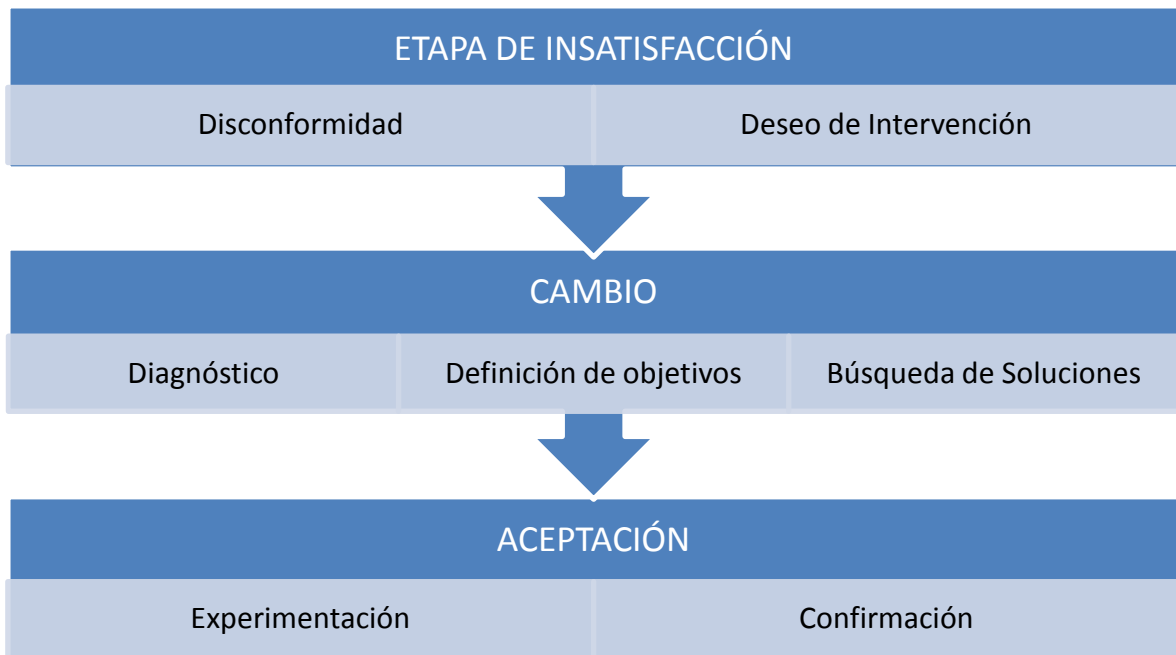 ETAPA DE INSATISFACCIÓN
Disconformidad
Deseo de Intervención
CAMBIO
Diagnóstico
Definición de objetivos
Búsqueda de Soluciones
ACEPTACIÓN
Experimentación
Confirmación